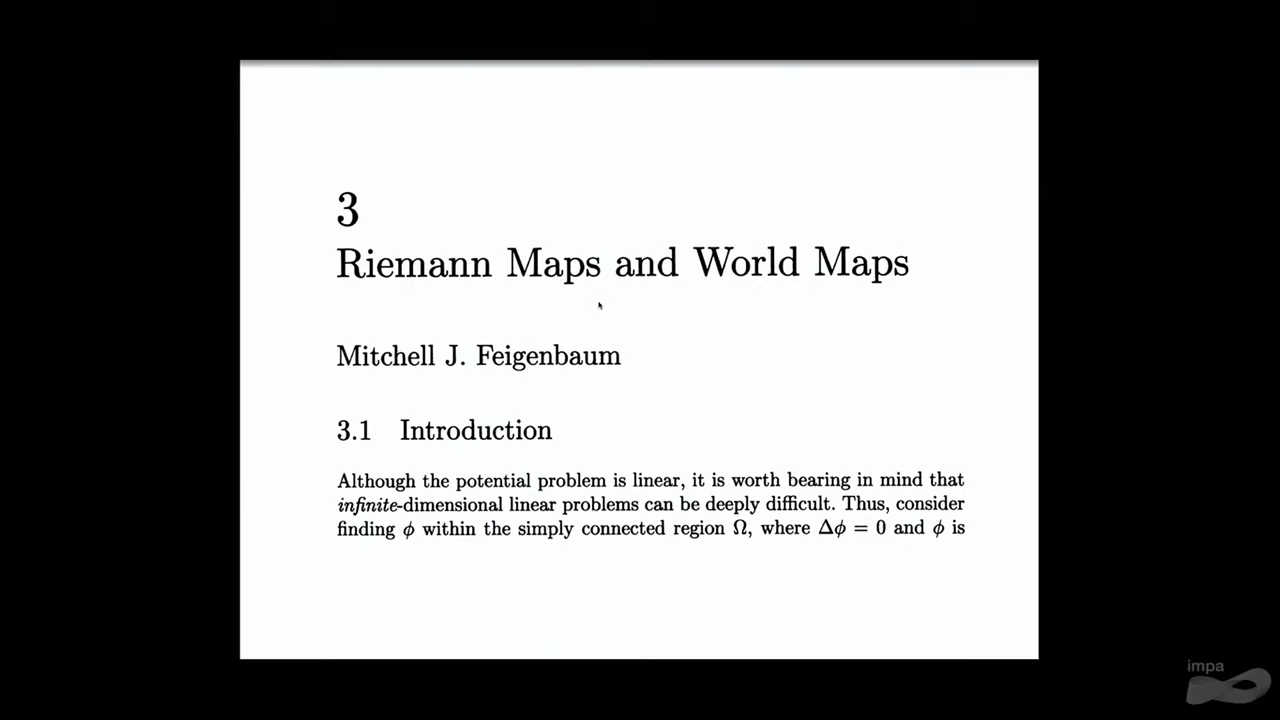 3
Riemann Maps and World Maps
Mitchell J. Feigenbaum
3.1 Introduction
Although the potential problem is linear, it is worth bearing in mind that
infinite-dimensional linear problems can be deeply difficult. Thus, consider
finding ϕ within the simply connected region Ω, where Δϕ = 0 and ϕ is
impa